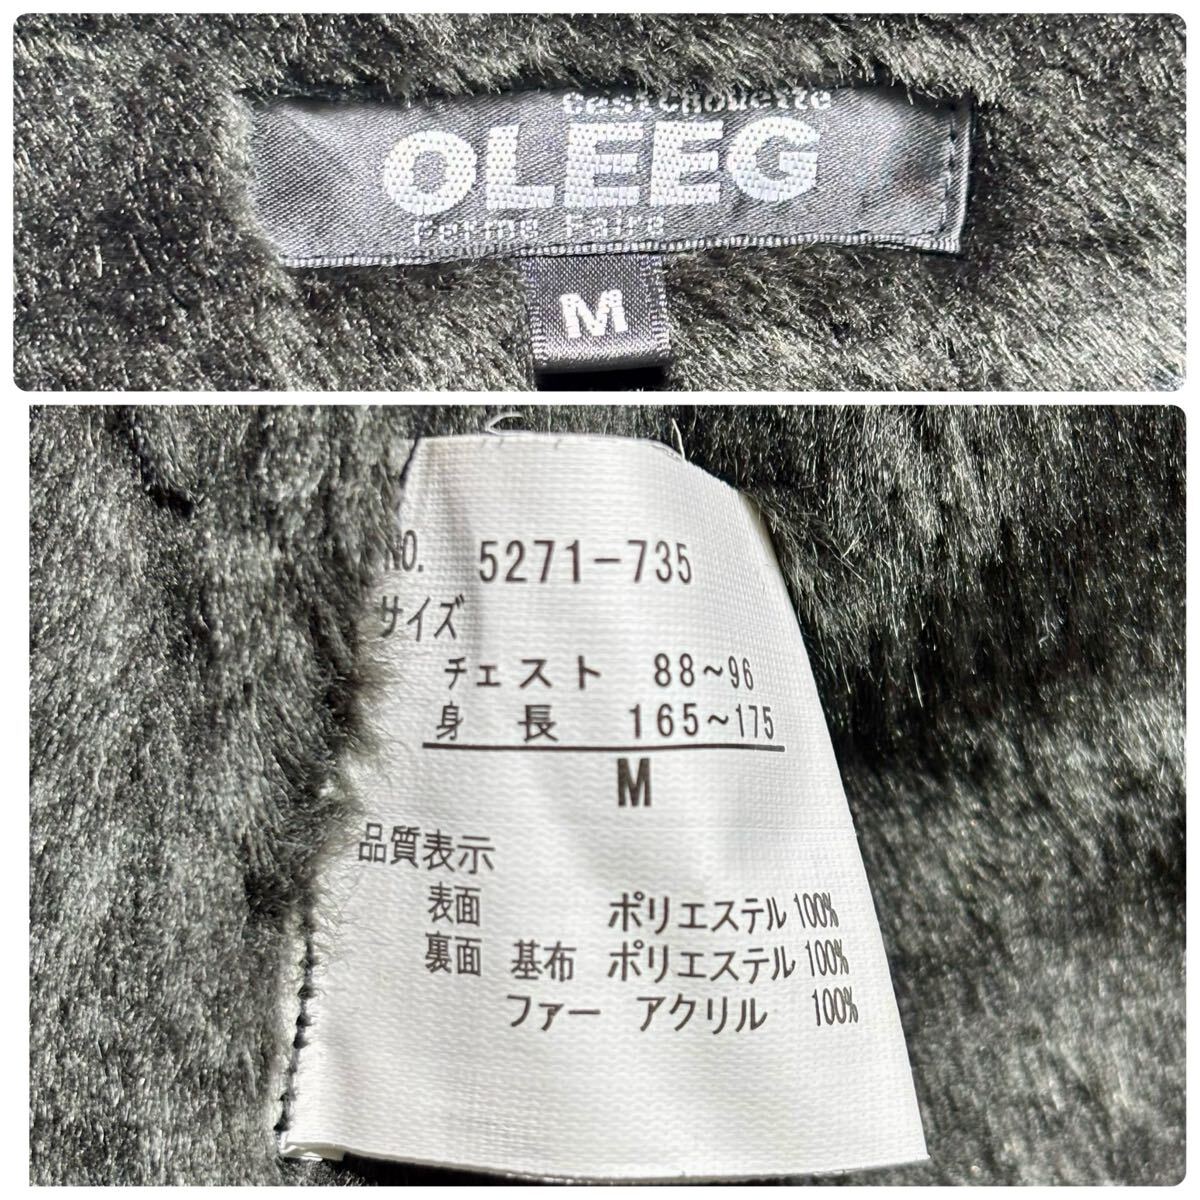 cestchouette
OLEEG
Ferme Faire
M
NO. 5271-735
サイズ
チェスト 88~96
身 長 165~175
M
品質表示
表面 ポリエステル 100%
裏面 基布 ポリエステル 100%
ファー アクリル 100%